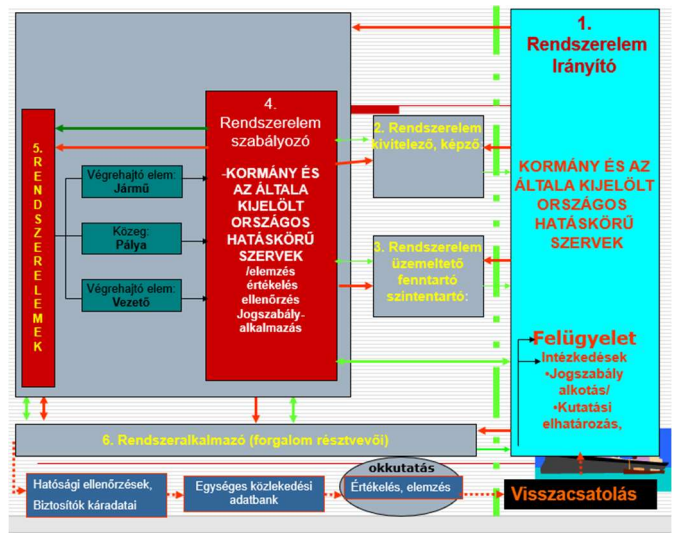 1.
Rendszerelem
Irányító
KORMÁNY ÉS AZ
ÁLTALA KIJELÖLT
ORSZÁGOS
HATÁSKÖRŰ
SZERVEK
Felügyelet
Intézkedések
•Jogszabály
alkotás/
•Kutatási
elhatározás,
4.
Rendszerelem
szabályozó
-KORMÁNY ÉS
AZ ÁLTALA
KIJELÖLT
ORSZÁGOS
HATÁSKÖRŰ
SZERVEK
/elemzés
értékelés
ellenőrzés
Jogszabály-
alkalmazás
2. Rendszerelem
kivitelező, képző:
3. Rendszerelem
üzemeltető
fenntartó
szintentartó:
5.
R
E
N
D
S
Z
E
R
E
L
E
M
E
K
Végrehajtó elem:
Jármű
Közeg:
Pálya
Végrehajtó elem:
Vezető
6. Rendszeralkalmazó (forgalom résztvevői)
okkutatás
Hatósági ellenőrzések,
Biztosítók káradatai
Egységes közlekedési
adatbank
Értékelés, elemzés
Visszacsatolás